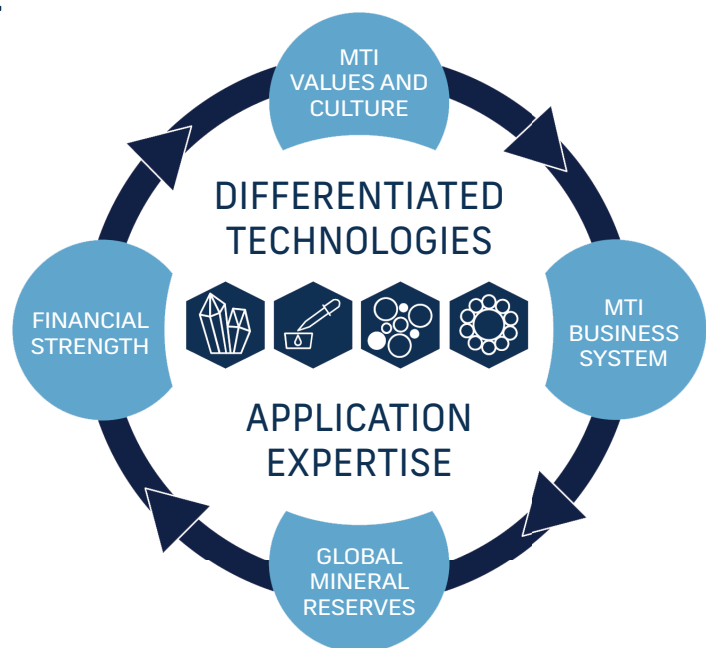 MTI
VALUES AND
CULTURE
DIFFERENTIATED
TECHNOLOGIES
FINANCIAL
STRENGTH
MTI
BUSINESS
SYSTEM
APPLICATION
EXPERTISE
GLOBAL
MINERAL
RESERVES